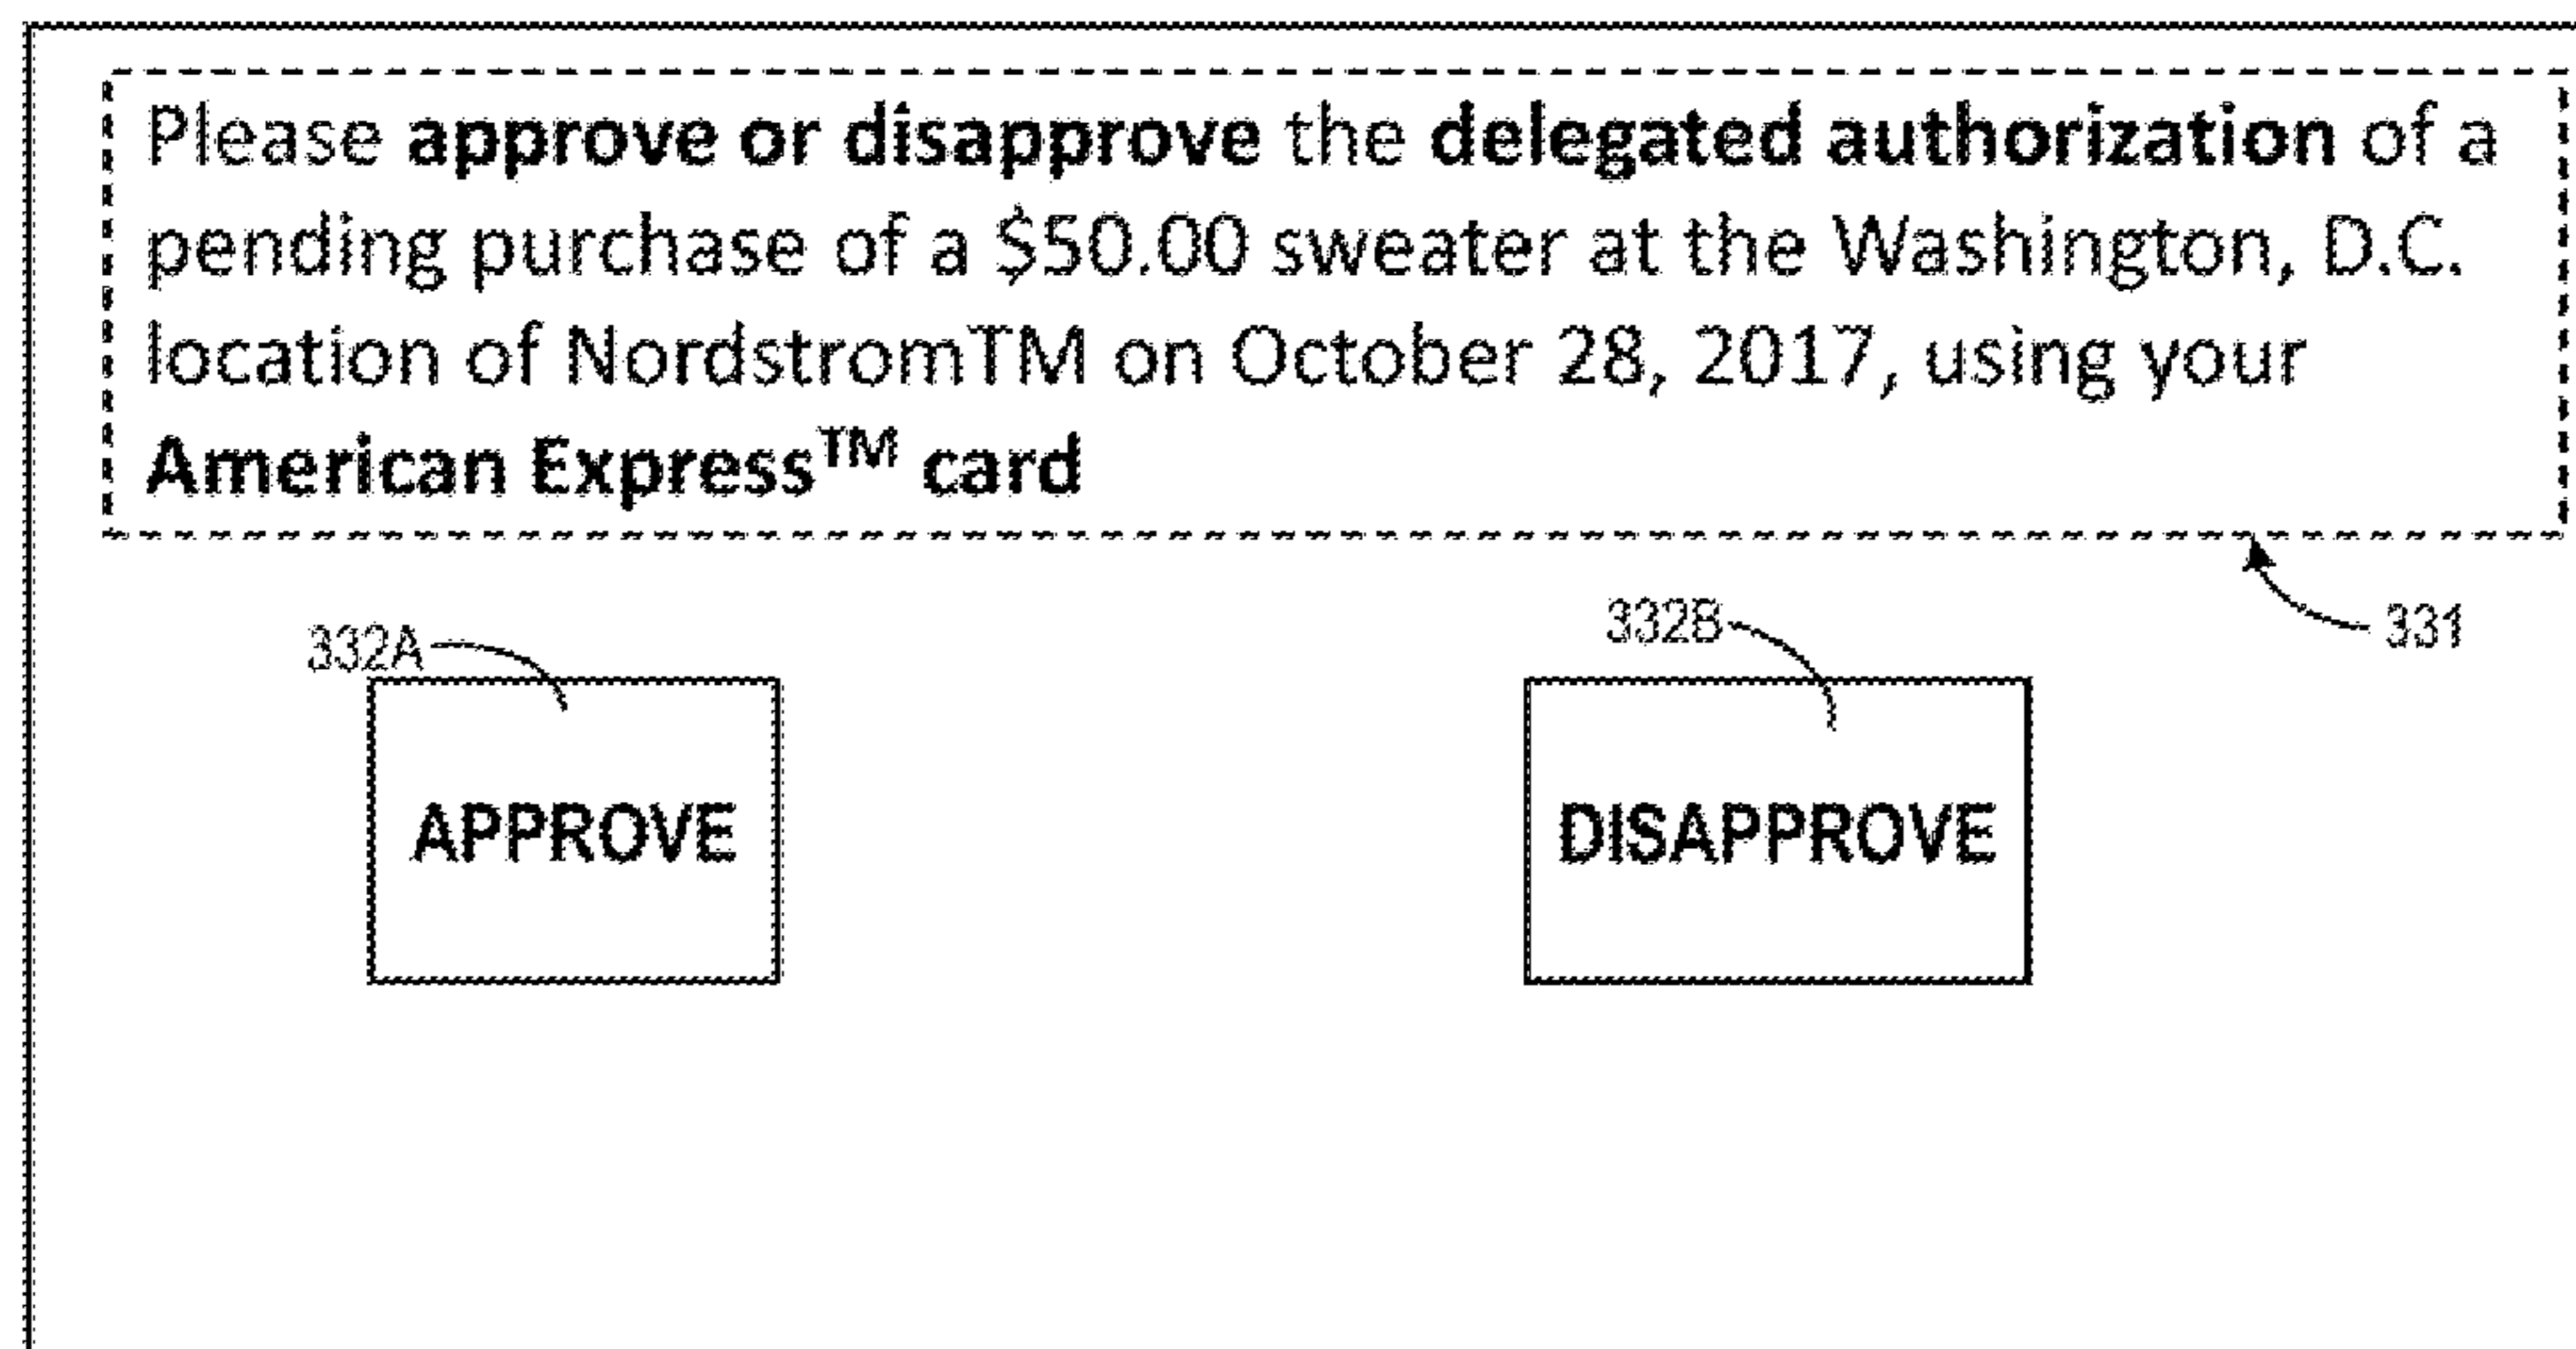 Please approve or disapprove the delegated authorization of a
pending purchase of a $50.00 sweater at the Washington, D.C.
location of NordstromTM on October 28, 2017, using your
American Express™ card
331
332A
332B
APPROVE
DISAPPROVE